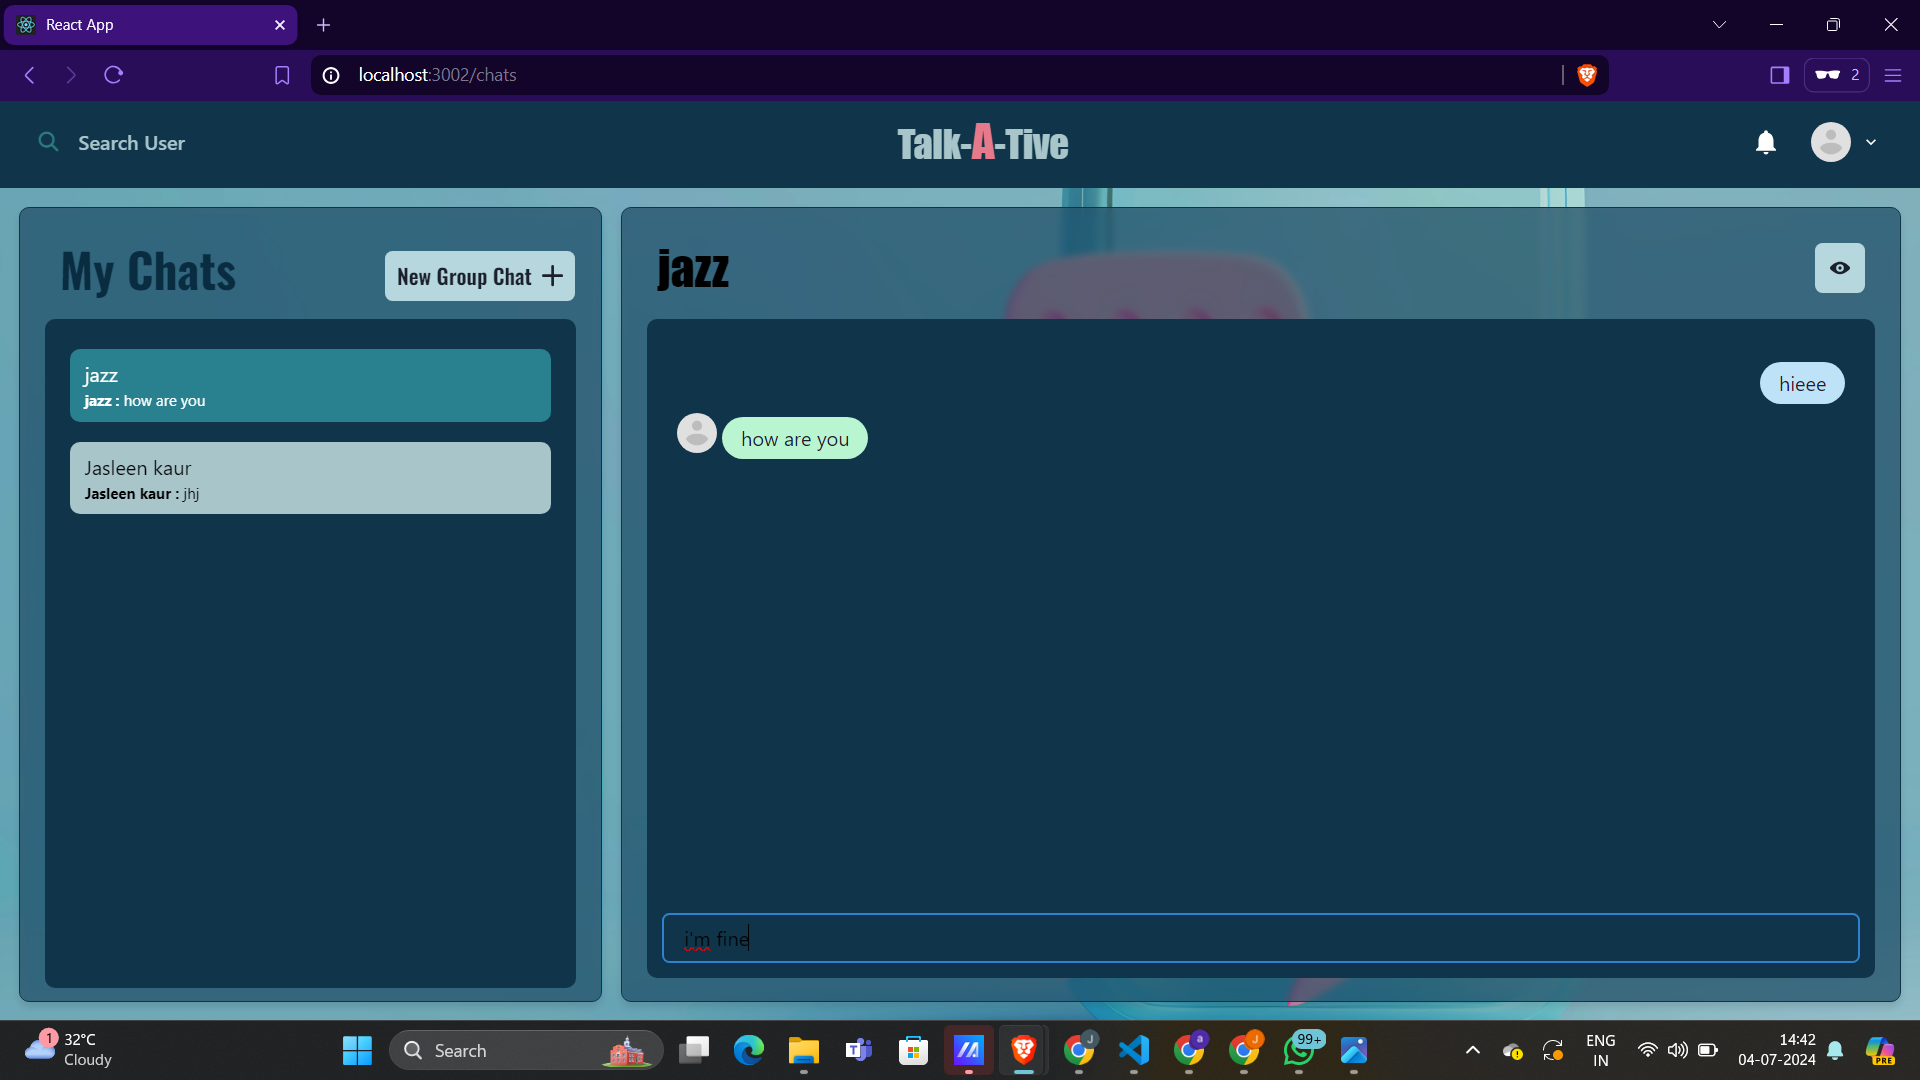 React App
localhost:3002/chats
2
Search User
Talk-A-Tive
My Chats
New Group Chat
jazz
jazz : how are you
Jasleen kaur
Jasleen kaur : jhj
jazz
hieee
how are you
i'm fine
1
32°C
Cloudy
Search
J
a
J
99+
ENG
IN
14:42
04-07-2024
PRE